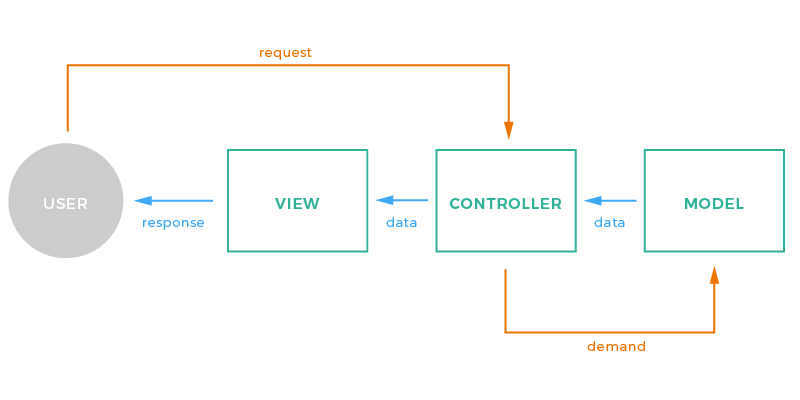 request
USER
VIEW
CONTROLLER
MODEL
response
data
data
demand